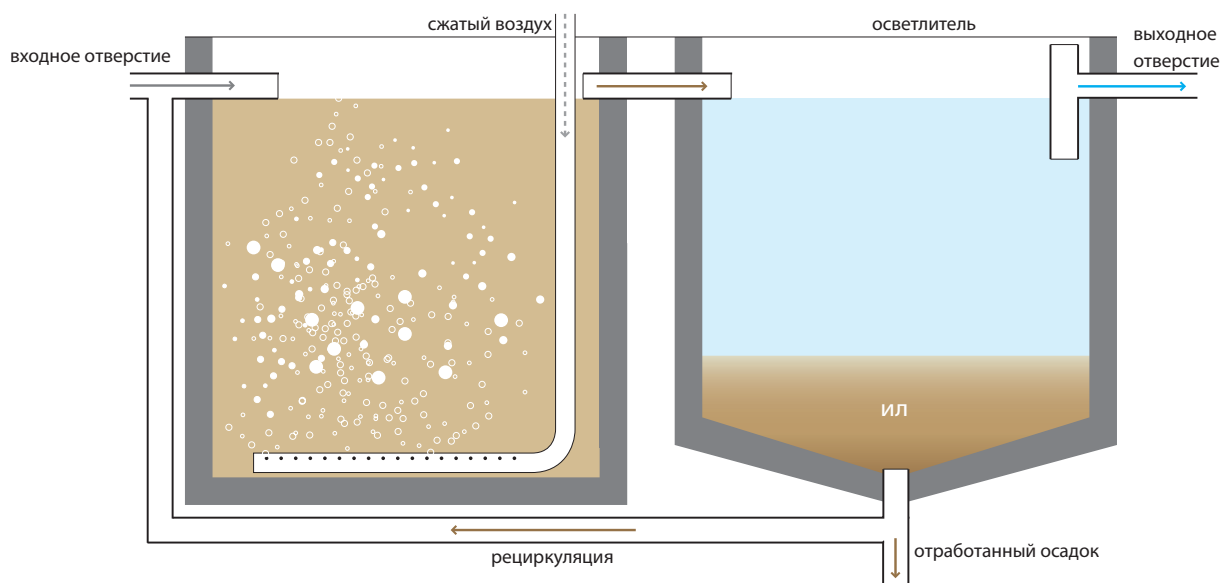 сжатый воздух
осветлитель
выходное
отверстие
входное отверстие
ил
рециркуляция
отработанный осадок